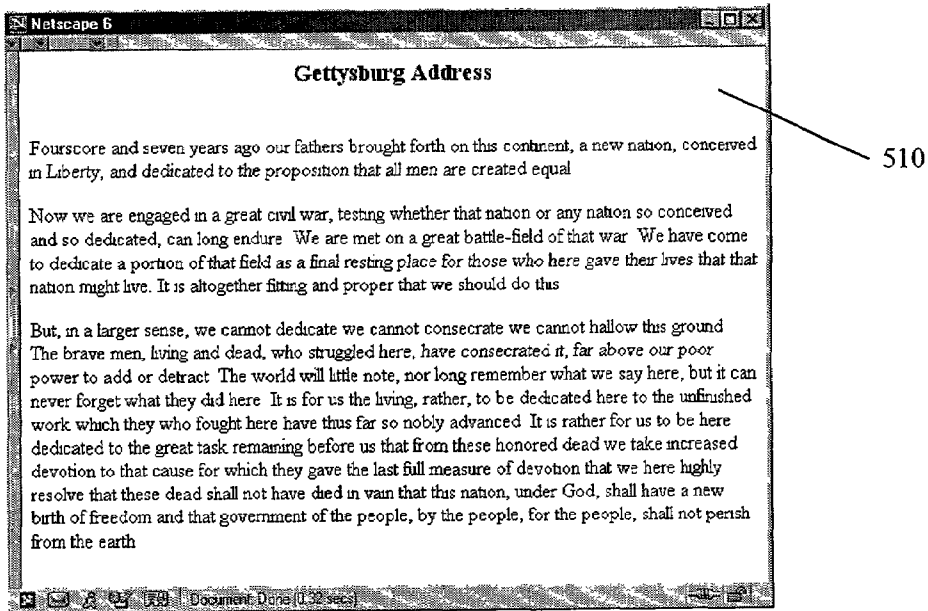 Netscape 6
Gettysburg Address
510
Fourscore and seven years ago our fathers brought forth on this continent, a new nation, conceived
in Liberty, and dedicated to the proposition that all men are created equal
Now we are engaged in a great civil war, testing whether that nation or any nation so conceived
and so dedicated, can long endure We are met on a great battle-field of that war We have come
to dedicate a portion of that field as a final resting place for those who here gave their lives that that
nation might live. It is altogether fitting and proper that we should do this
But, in a larger sense, we cannot dedicate we cannot consecrate we cannot hallow this ground
The brave men, living and dead, who struggled here, have consecrated it, far above our poor
power to add or detract The world will little note, nor long remember what we say here, but it can
never forget what they did here It is for us the living, rather, to be dedicated here to the unfinished
work which they who fought here have thus far so nobly advanced It is rather for us to be here
dedicated to the great task remaining before us that from these honored dead we take increased
devotion to that cause for which they gave the last full measure of devotion that we here highly
resolve that these dead shall not have died in vain that this nation, under God, shall have a new
birth of freedom and that government of the people, by the people, for the people, shall not perish
from the earth
Document: Done (0.32 secs)